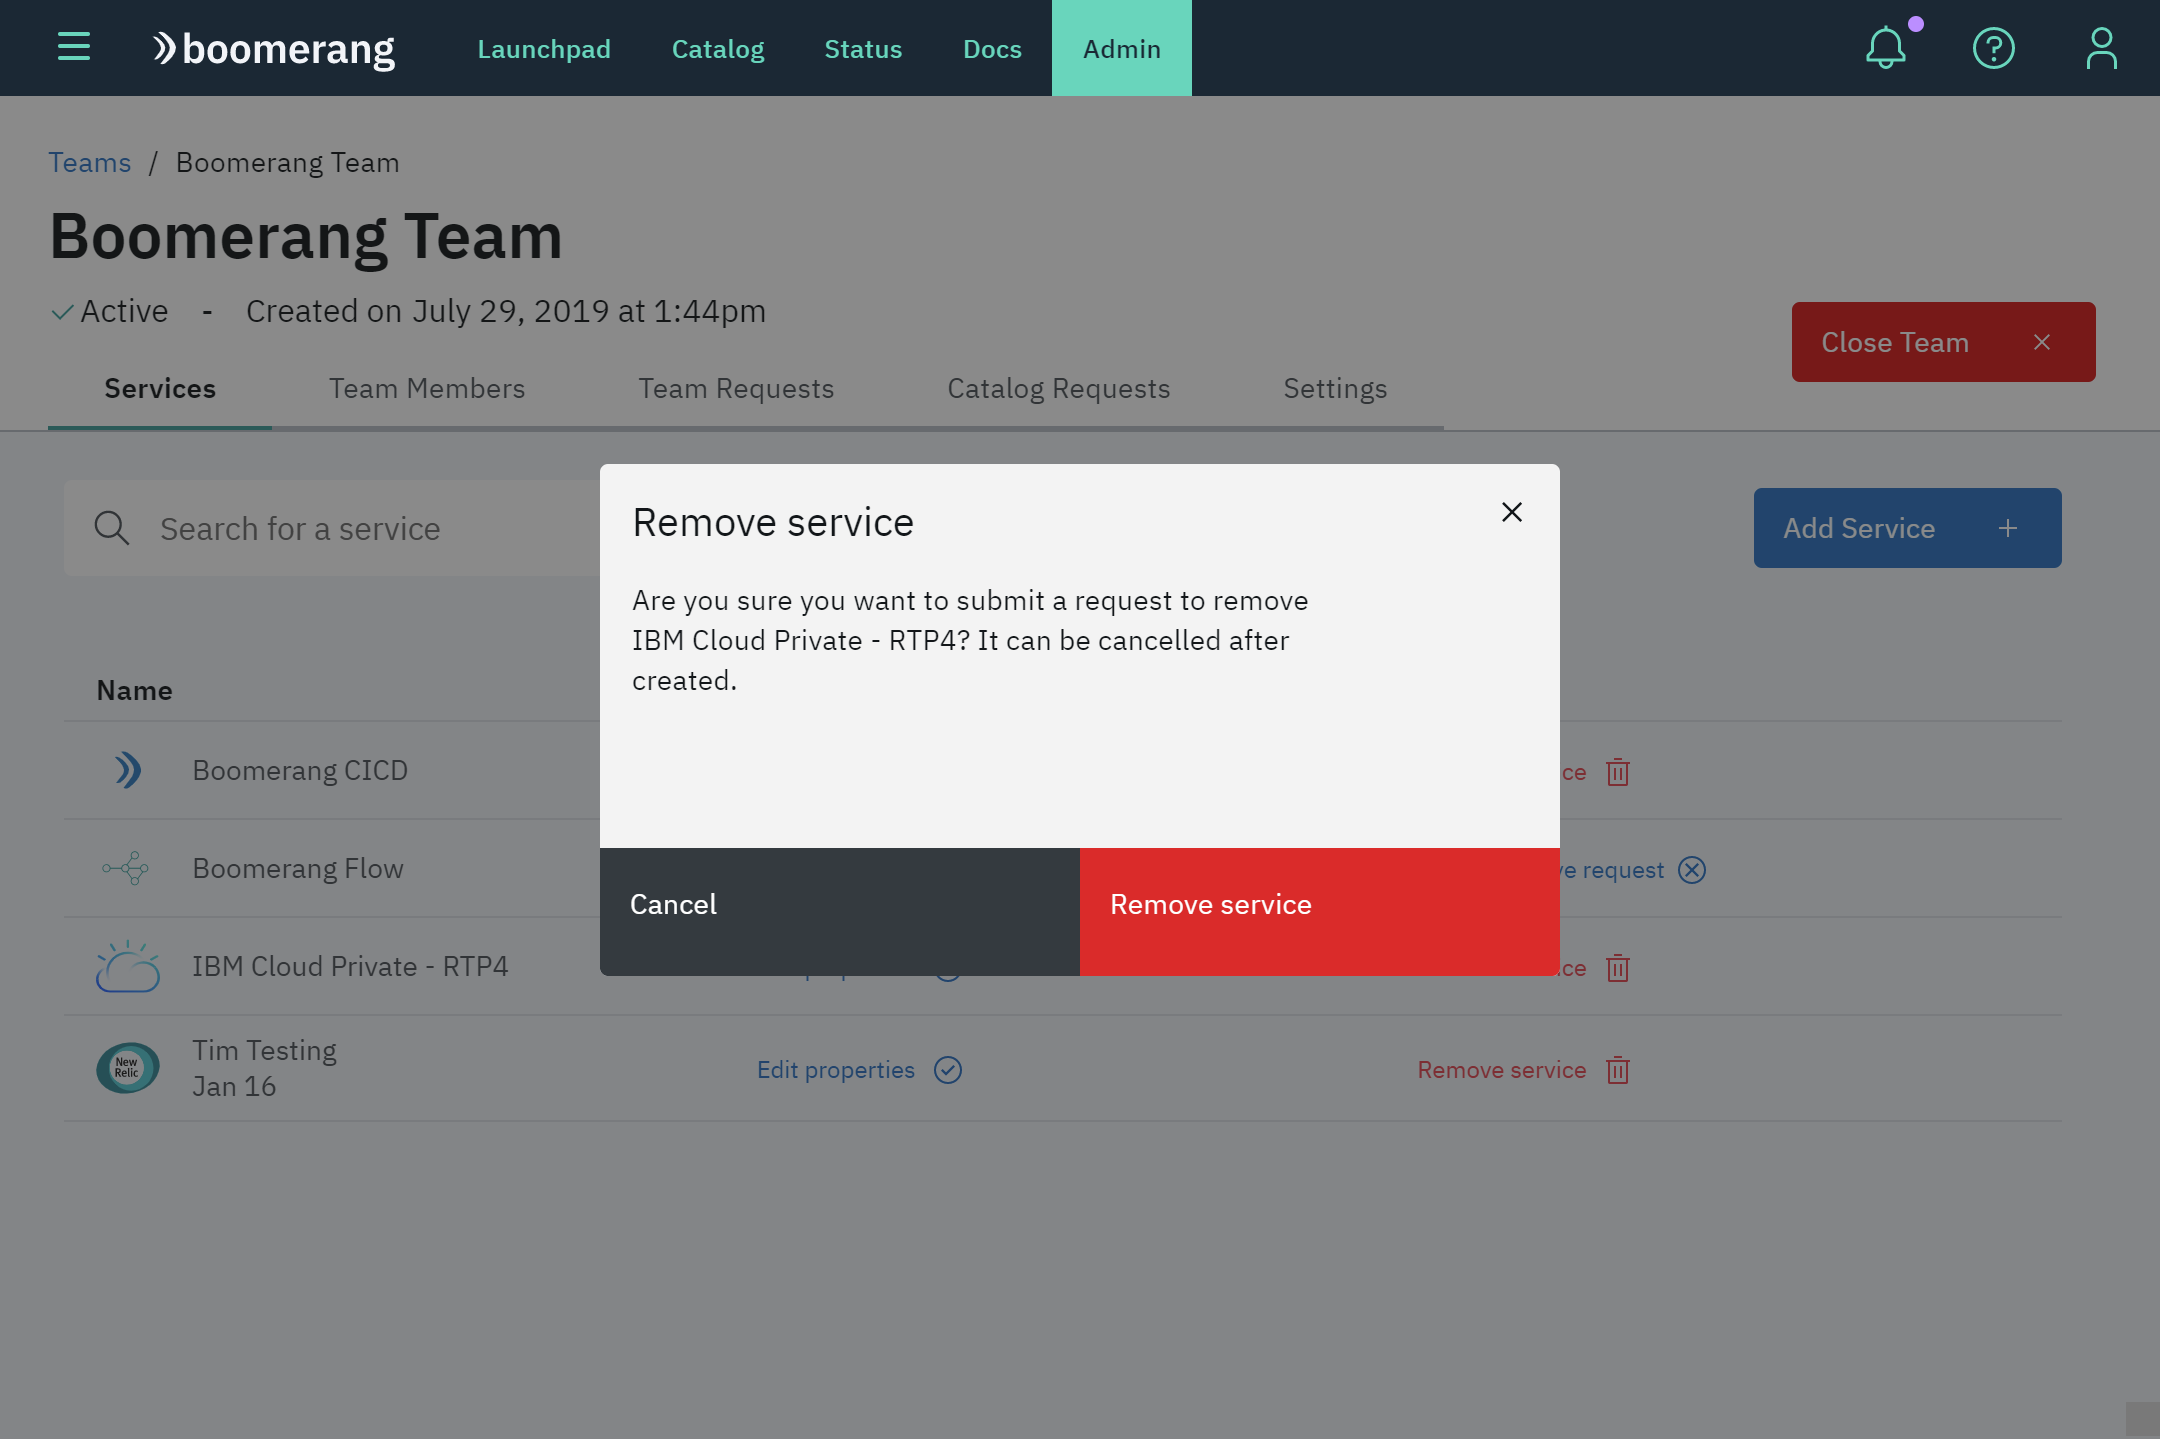 boomerang
Launchpad
Catalog
Status
Docs
Admin
Teams / Boomerang Team
Boomerang Team
Active - Created on July 29, 2019 at 1:44pm
Close Team
Services
Team Members
Team Requests
Catalog Requests
Settings
Search for a service
Add Service
Remove service
Are you sure you want to submit a request to remove
IBM Cloud Private - RTP4? It can be cancelled after
created.
Cancel
Remove service
Name
Boomerang CICD
ce
Boomerang Flow
ve request
IBM Cloud Private - RTP4
ce
New
Relic
Tim Testing
Jan 16
Edit properties
Remove service